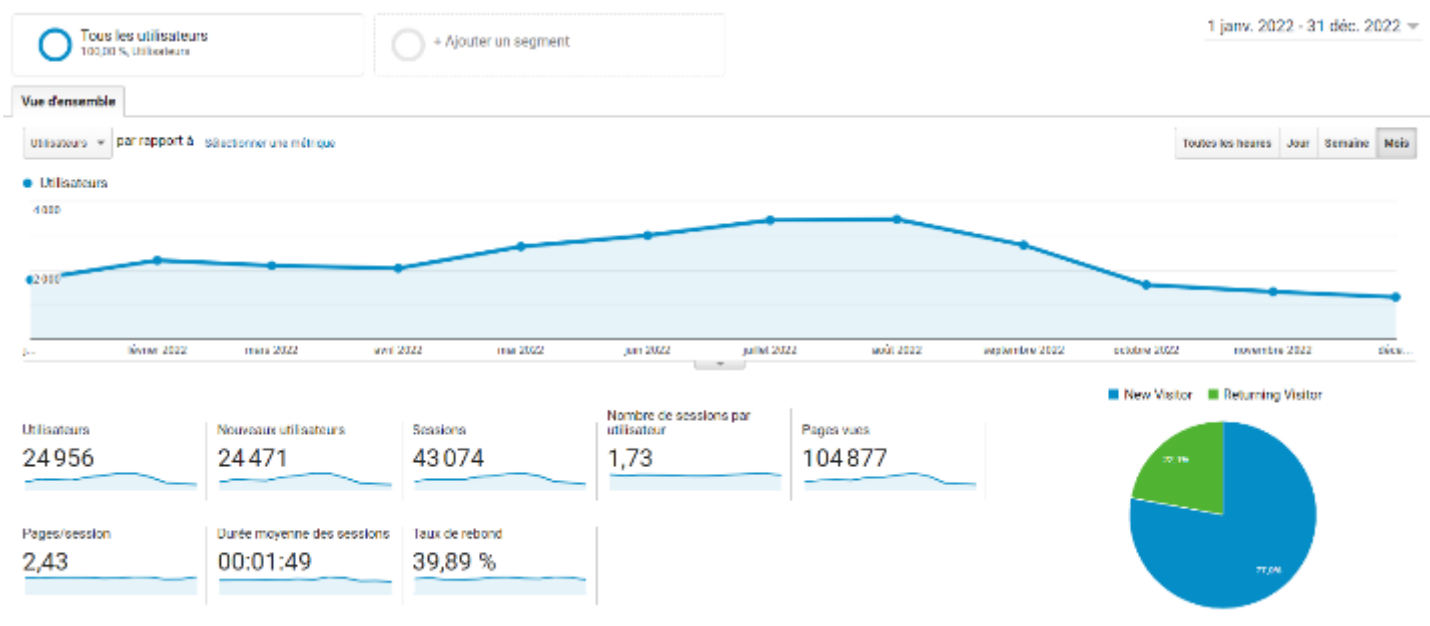 Tous les utilisateurs
100,00 %, Utilisateurs
+ Ajouter un segment
1 janv. 2022 - 31 déc. 2022
Vue d'ensemble
Utilisateurs par rapport à Sélectionner une métrique
Toutes les heures Jour Semaine Mois
Utilisateurs
4 000
2 000
j... février 2022 mars 2022 avril 2022 mai 2022 juin 2022 juillet 2022 août 2022 septembre 2022 octobre 2022 novembre 2022 déce...
New Visitor Returning Visitor
Utilisateurs
24 956
Nouveaux utilisateurs
24 471
Sessions
43 074
Nombre de sessions par
utilisateur
1,73
Pages vues
104 877
Pages/session
2,43
Durée moyenne des sessions
00:01:49
Taux de rebond
39,89 %